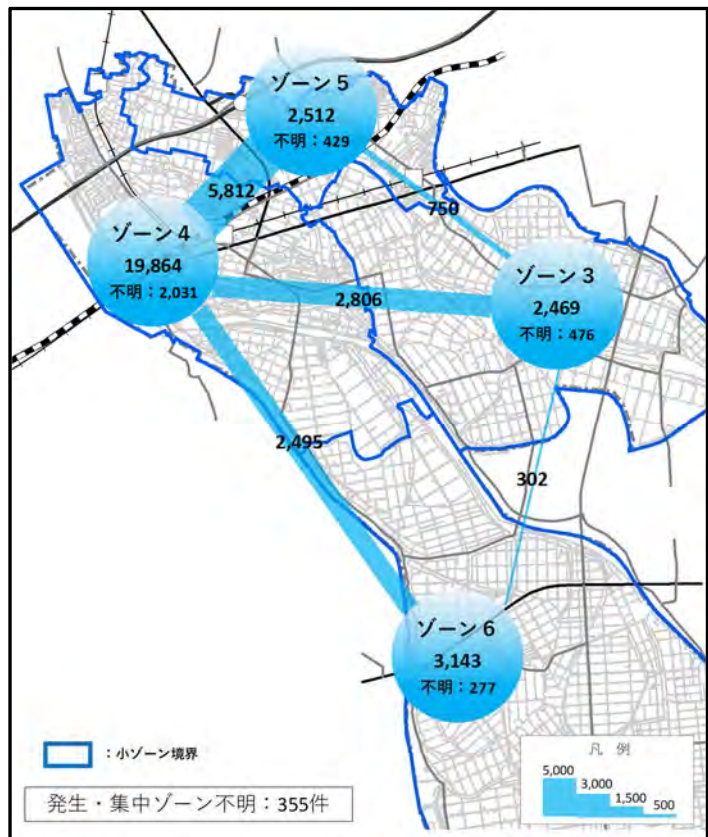 ゾーン５
2,512
不明：429
5,812
750
ゾーン４
19,864
不明：2,031
2,806
ゾーン３
2,469
不明：476
2,495
302
ゾーン６
3,143
不明：277
：小ゾーン境界
発生・集中ゾーン不明：355件
凡 例
5,000
3,000
1,500
500